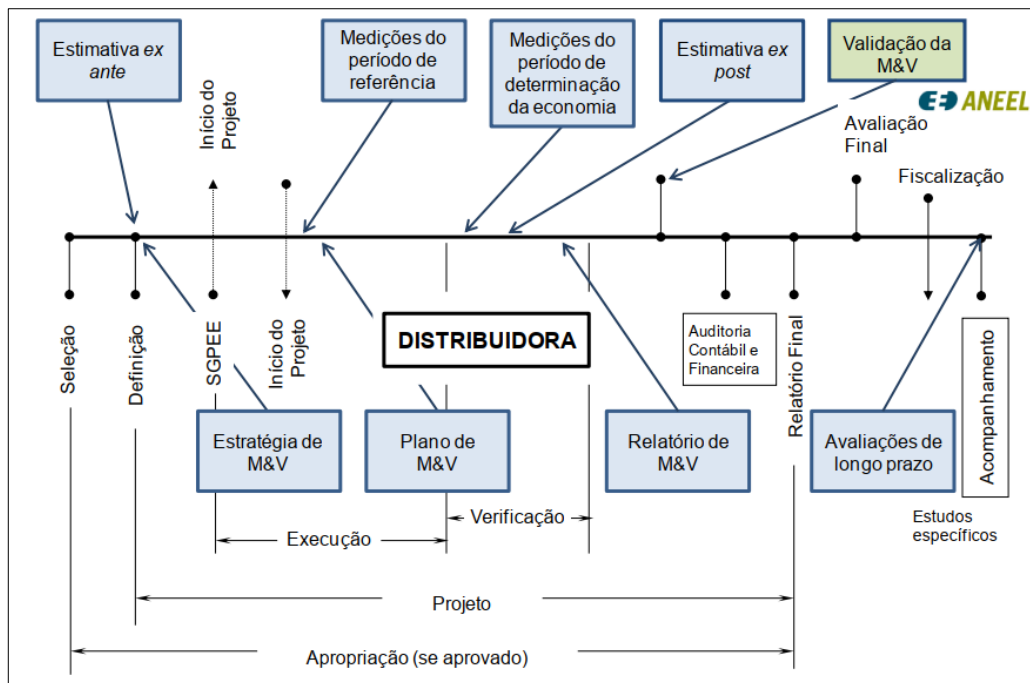 Estimativa ex
ante
Medições do
período de
referência
Medições do
período de
determinação
da economia
Estimativa ex
post
Validação da
M&V
ANEEL
Início do
Projeto
Avaliação
Final
Fiscalização
Seleção
Definição
SGPEE
Início do
Projeto
DISTRIBUIDORA
Auditoria
Contábil e
Financeira
Relatório Final
Acompanhamento
Estratégia de
M&V
Plano de
M&V
Relatório de
M&V
Avaliações de
longo prazo
Estudos
específicos
Verificação
Execução
Projeto
Apropriação (se aprovado)